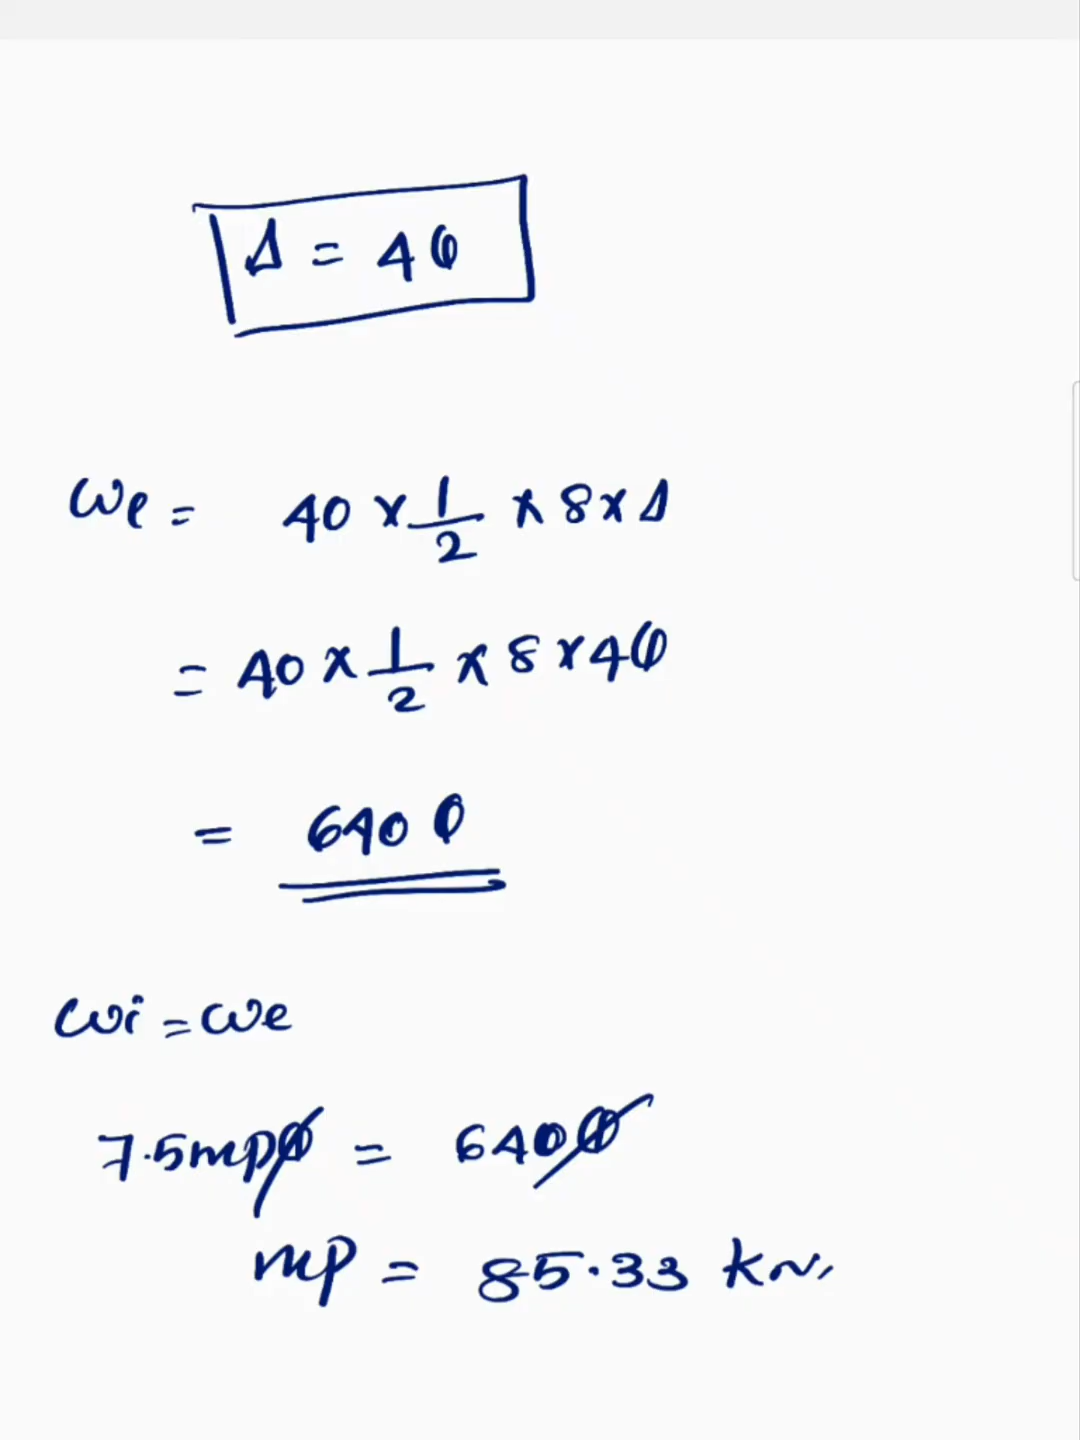 Δ = 4θ
We = 40 × 1/2 × 8 × Δ
= 40 × 1/2 × 8 × 4θ
= 640 θ
Wi = We
7.5mpθ = 640θ
mp = 85.33 kN